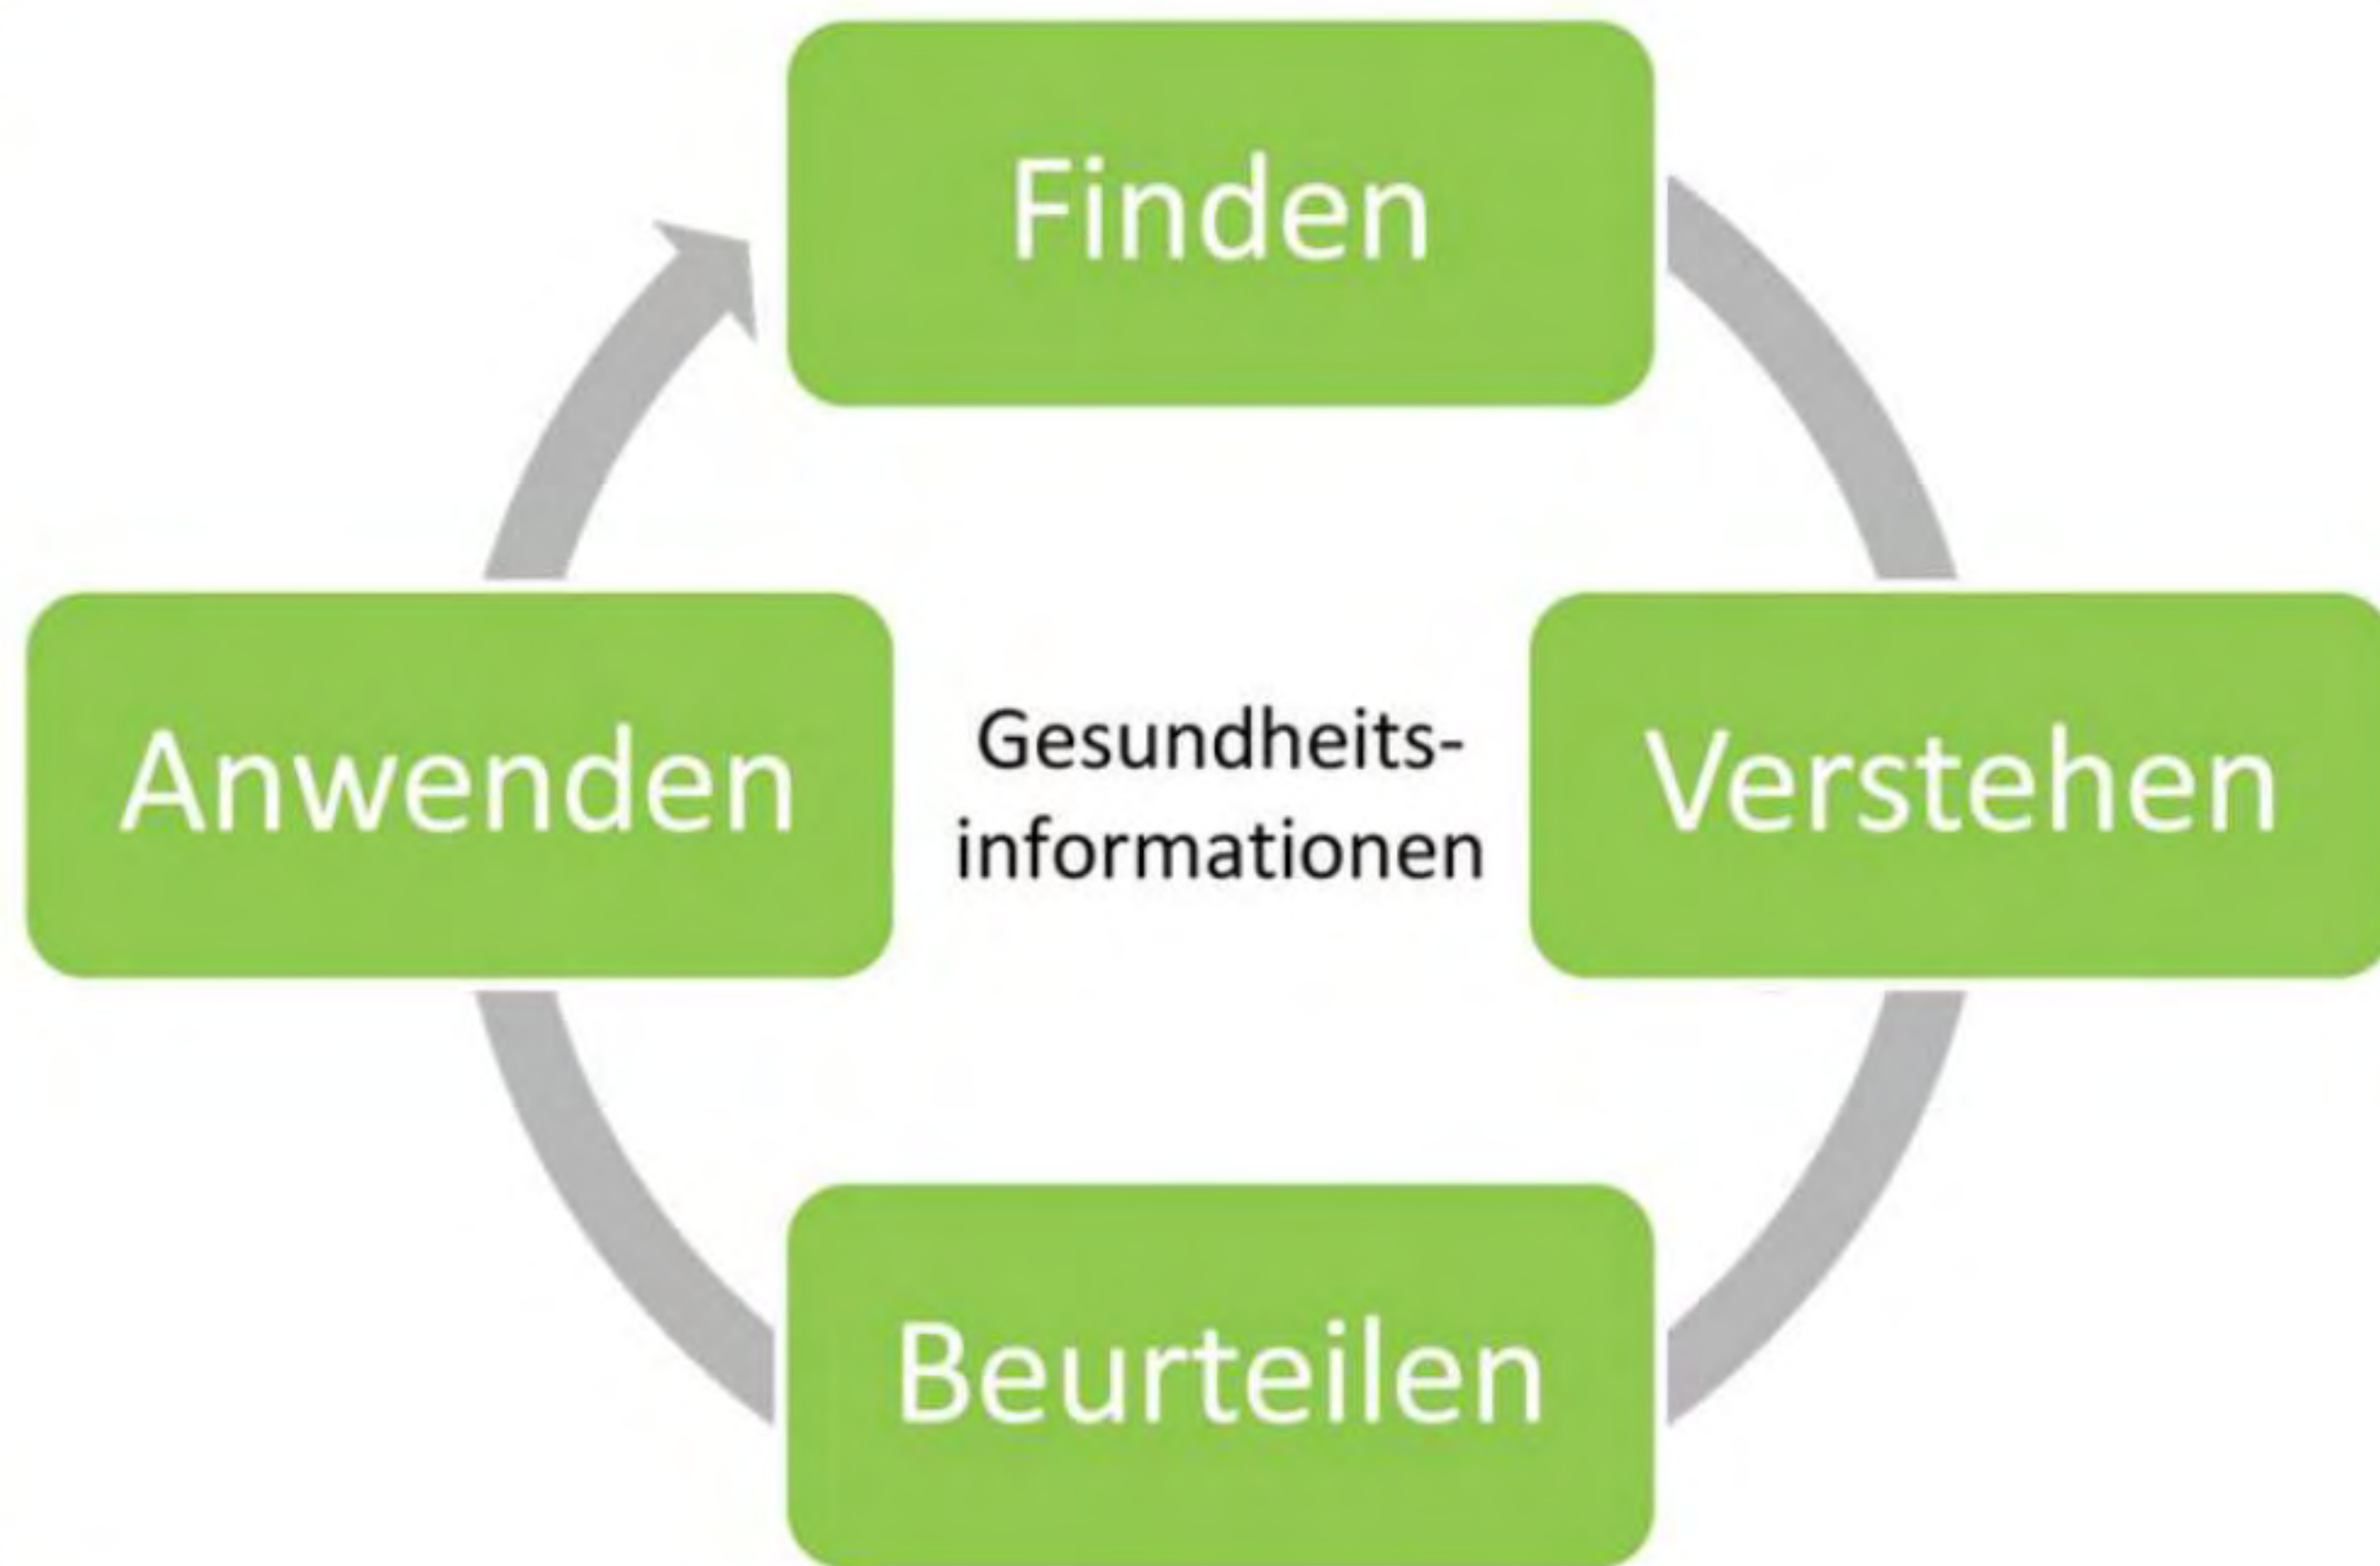 Finden
Anwenden
Gesundheits-
informationen
Verstehen
Beurteilen